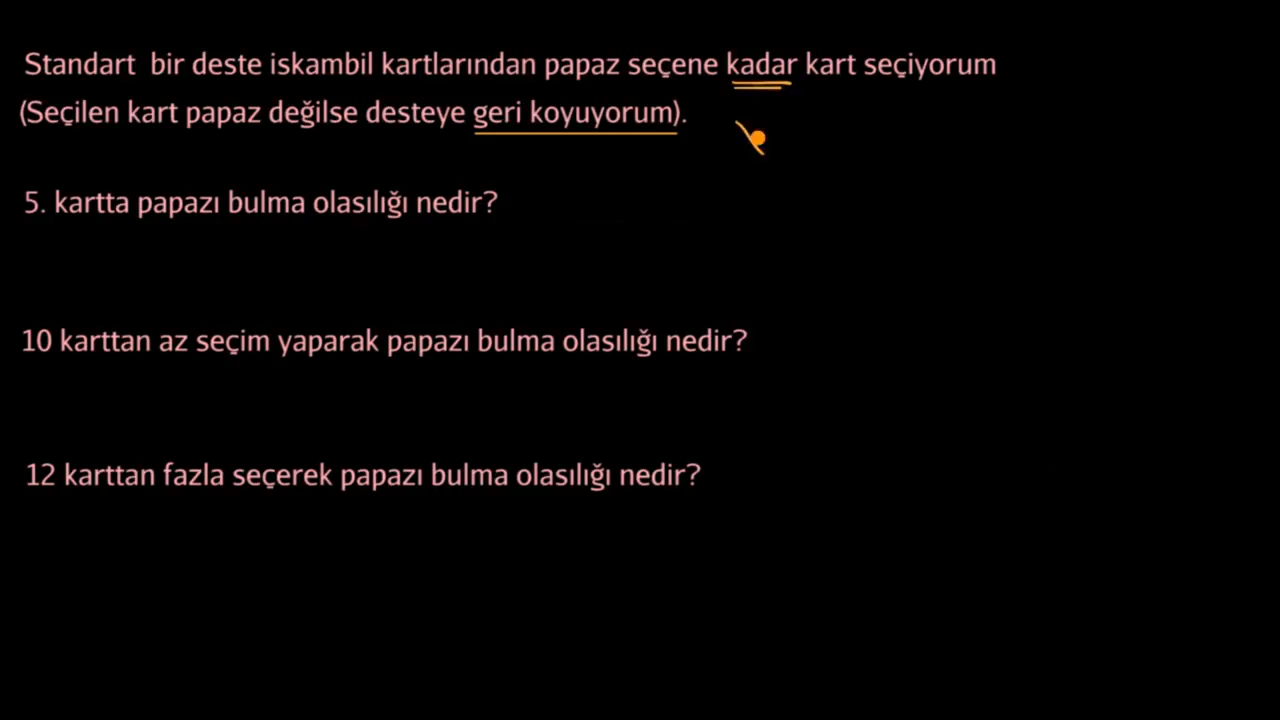 Standart bir deste iskambil kartlarından papaz seçene kadar kart seçiyorum
(Seçilen kart papaz değilse desteye geri koyuyorum).
5. kartta papazı bulma olasılığı nedir?
10 karttan az seçim yaparak papazı bulma olasılığı nedir?
12 karttan fazla seçerek papazı bulma olasılığı nedir?